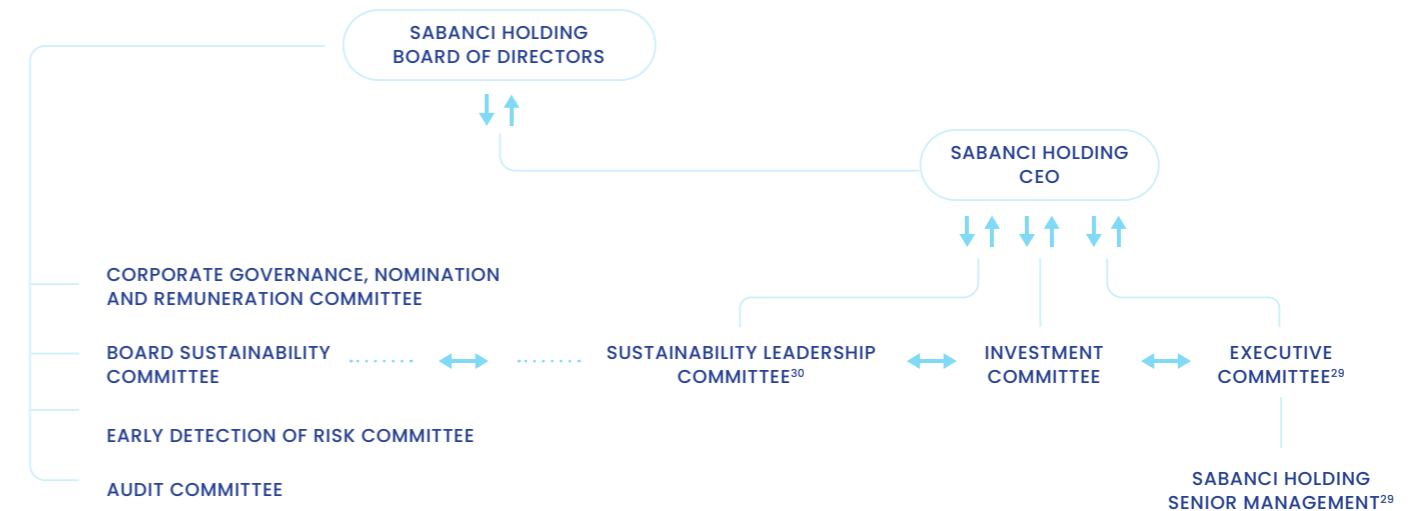 SABANCI HOLDING
BOARD OF DIRECTORS
SABANCI HOLDING
CEO
CORPORATE GOVERNANCE, NOMINATION
AND REMUNERATION COMMITTEE
BOARD SUSTAINABILITY
COMMITTEE
SUSTAINABILITY LEADERSHIP
COMMITTEE³⁰
INVESTMENT
COMMITTEE
EXECUTIVE
COMMITTEE²⁹
EARLY DETECTION OF RISK COMMITTEE
AUDIT COMMITTEE
SABANCI HOLDING
SENIOR MANAGEMENT²⁹